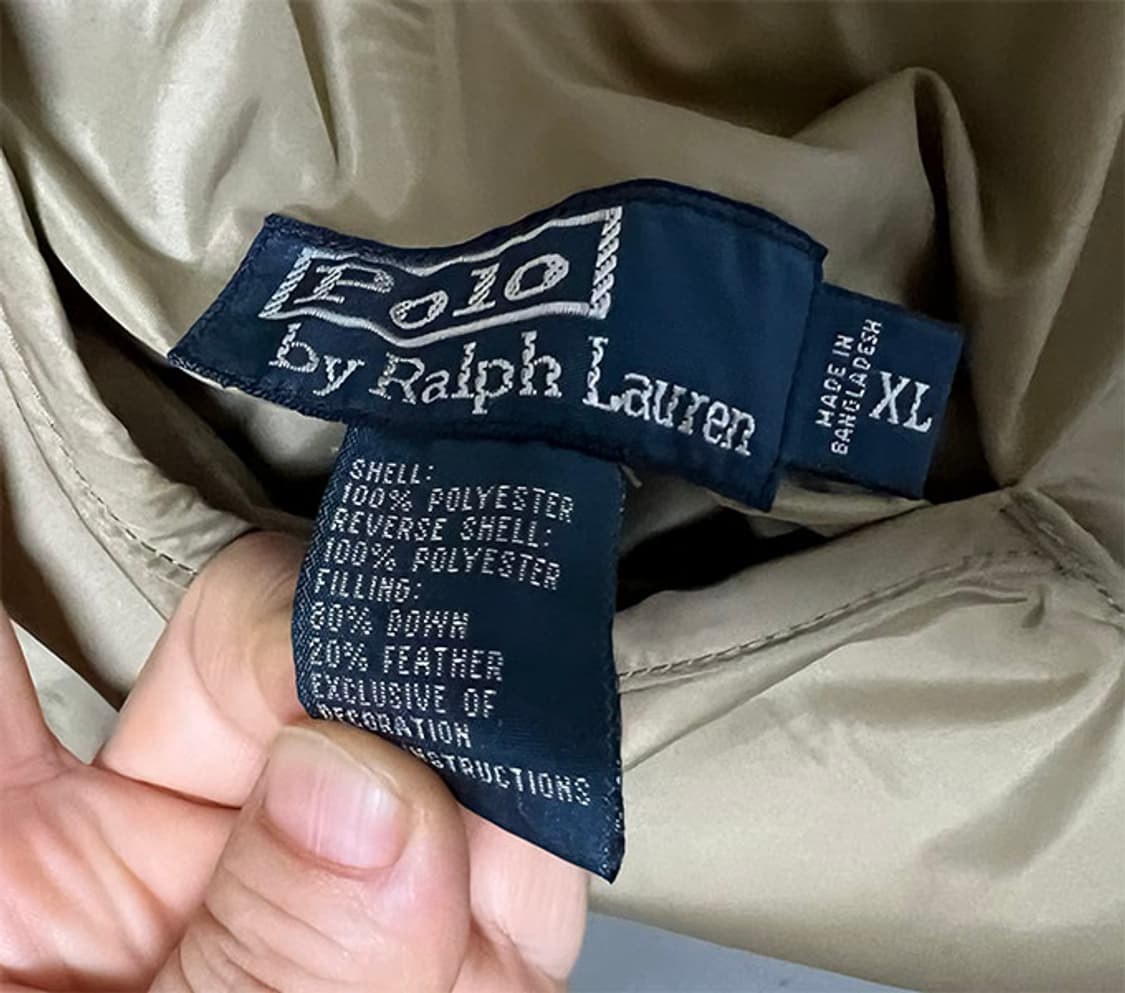 Polo
by Ralph Lauren
MADE IN
BANGLADESH
XL
SHELL:
100% POLYESTER
REVERSE SHELL:
100% POLYESTER
FILLING:
80% DOWN
20% FEATHER
EXCLUSIVE OF
DECORATION